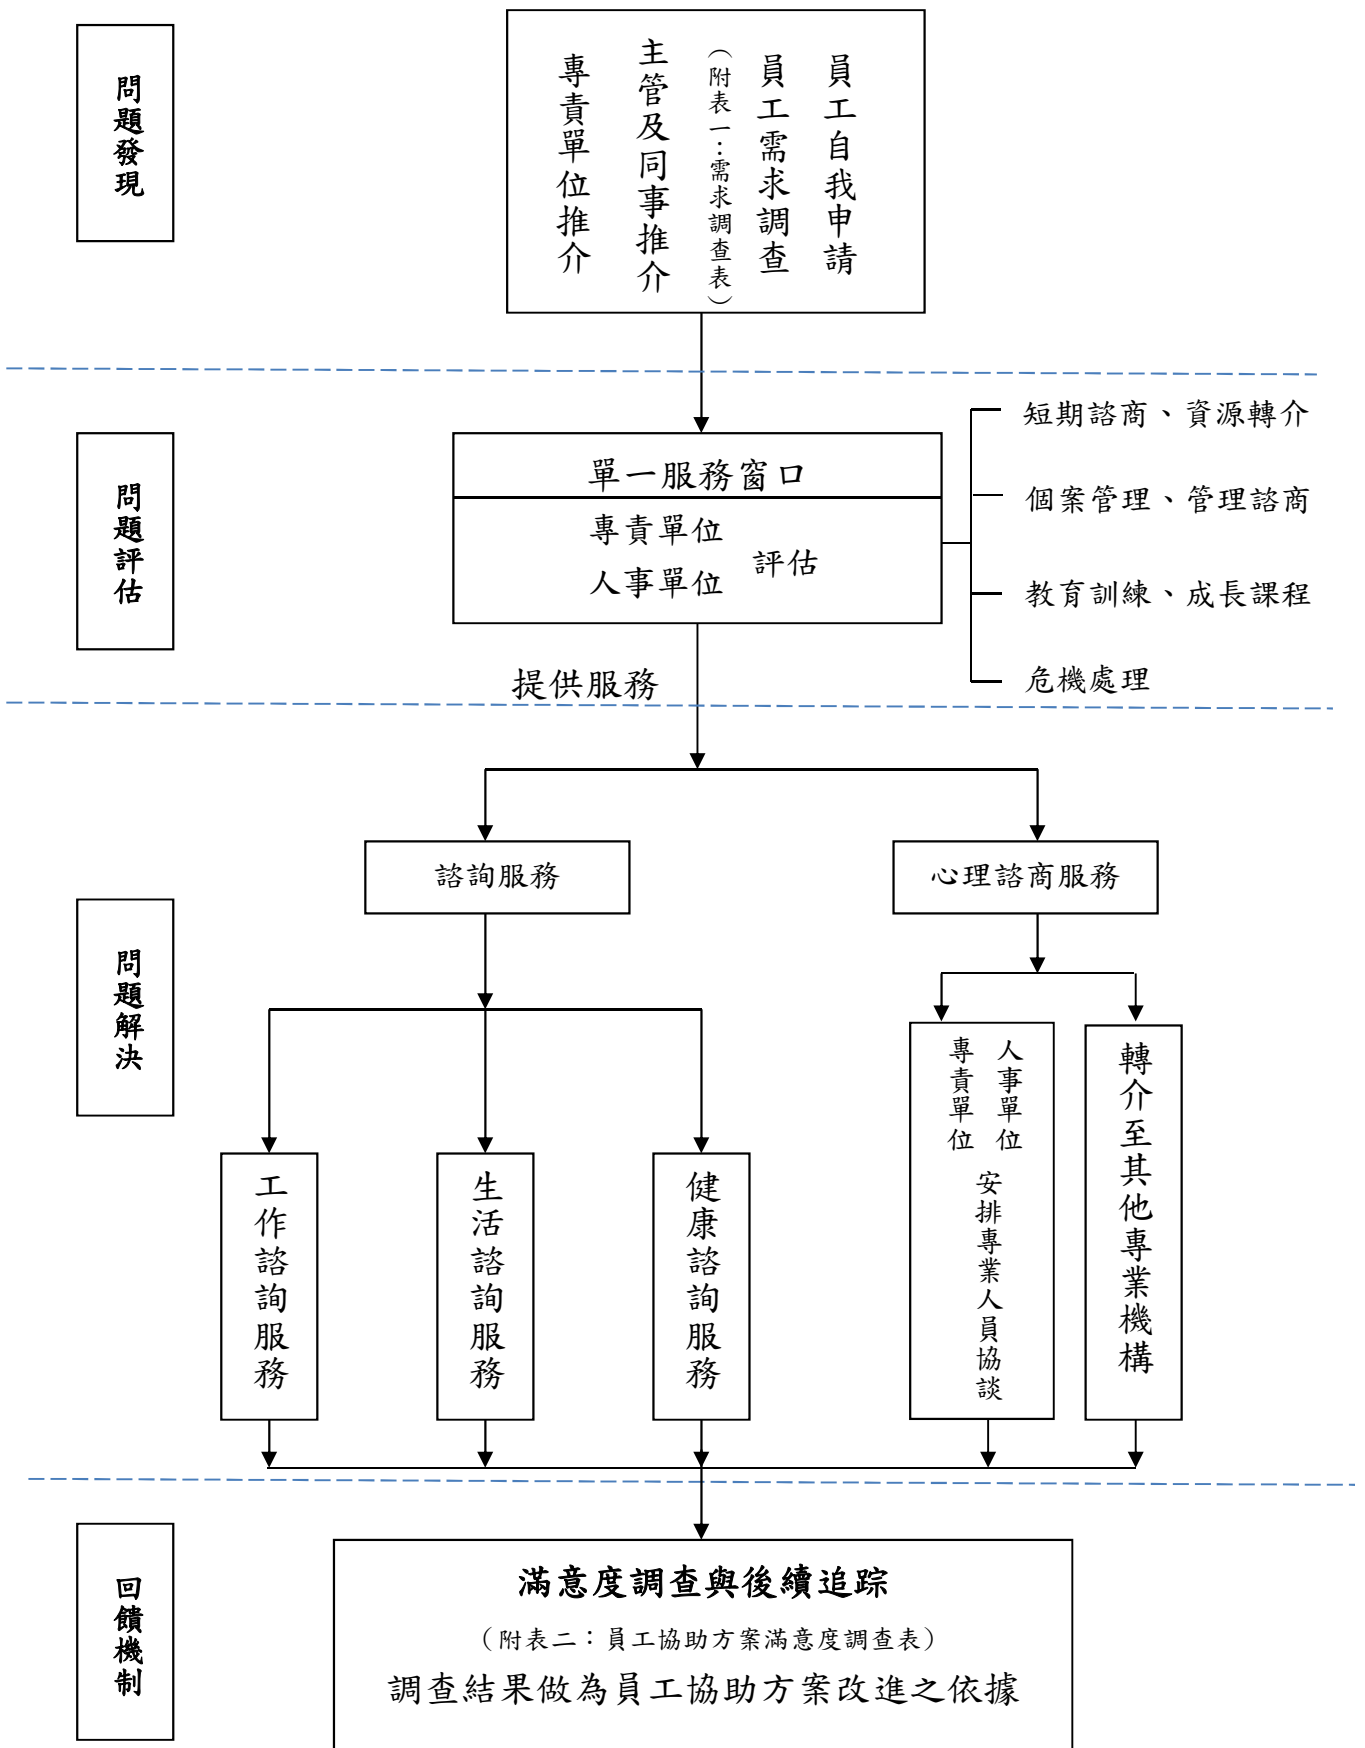 問題發現
員工自我申請
員工需求調查
（附表一：需求調查表）
主管及同事推介
專責單位推介
問題評估
單一服務窗口
專責單位
人事單位
評估
短期諮商、資源轉介
個案管理、管理諮商
教育訓練、成長課程
危機處理
提供服務
問題解決
諮詢服務
心理諮商服務
工作諮詢服務
生活諮詢服務
健康諮詢服務
人事單位
專責單位
安排專業人員協談
轉介至其他專業機構
回饋機制
滿意度調查與後續追踪
（附表二：員工協助方案滿意度調查表）
調查結果做為員工協助方案改進之依據